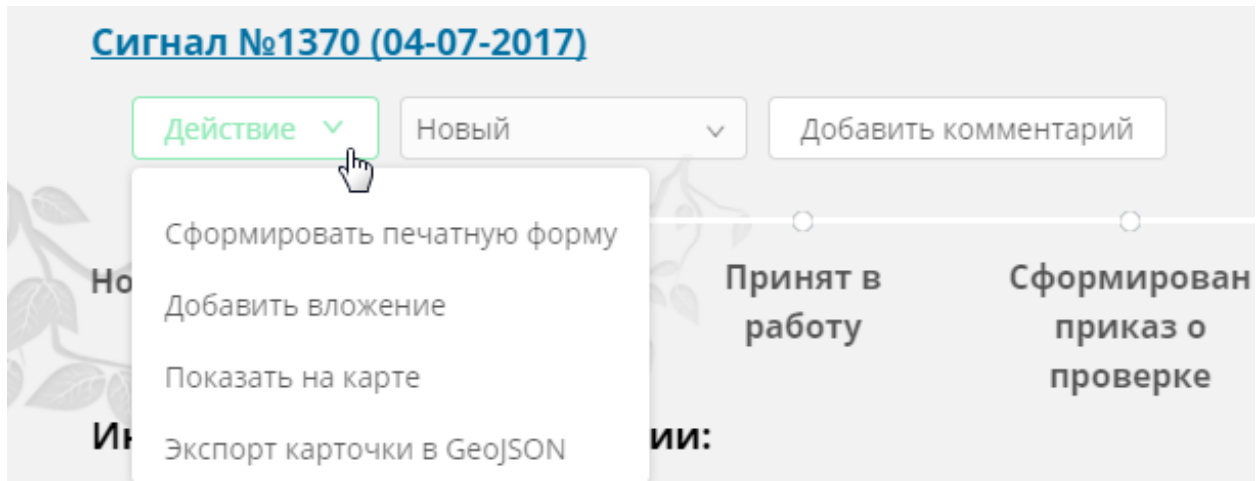 Сигнал №1370 (04-07-2017)
Действие Новый Добавить комментарий
Сформировать печатную форму
Добавить вложение
Показать на карте
Экспорт карточки в GeoJSON
Принят в
работу
Сформирован
приказ о
проверке